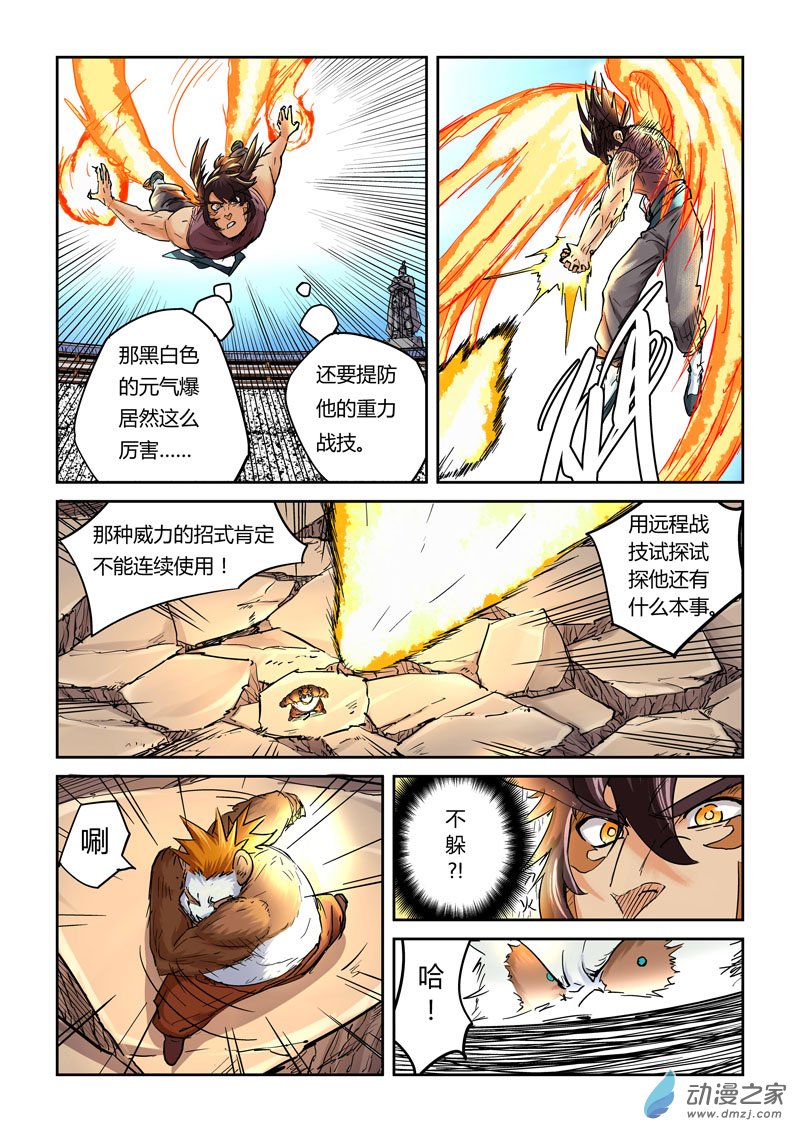 那黑白色
的元气爆
居然这么
厉害……
还要提防
他的重力
战技。
那种威力的招式肯定
不能连续使用！
用远程战
技试探试
探他还有
什么本事。
唰
不
躲
?!
哈
！
动漫之家
www.dmzj.com